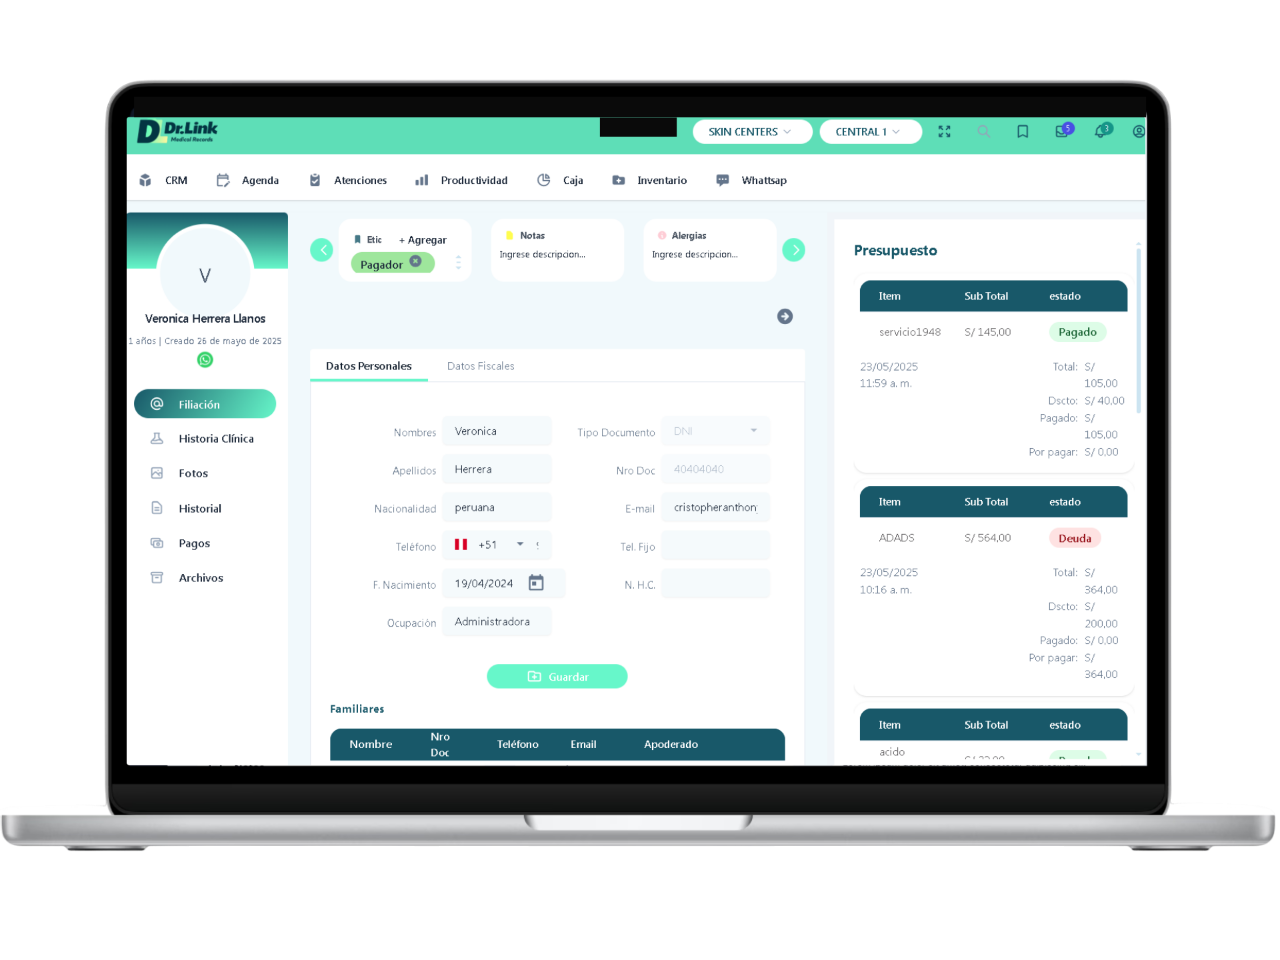 Dr.Link
Medical Records
SKIN CENTERS
CENTRAL 1
5
3
CRM
Agenda
Atenciones
Productividad
Caja
Inventario
Whattsap
V
Veronica Herrera Llanos
1 años | Creado 26 de mayo de 2025
Filiación
Historia Clínica
Fotos
Historial
Pagos
Archivos
Etic
+ Agregar
Pagador
Notas
Ingrese descripcion...
Alergias
Ingrese descripcion...
Datos Personales
Datos Fiscales
Nombres Veronica
Tipo Documento DNI
Apellidos Herrera
Nro Doc 40404040
Nacionalidad peruana
E-mail cristopheranthon
Teléfono +51
Tel. Fijo
F. Nacimiento 19/04/2024
N. H.C.
Ocupación Administradora
Guardar
Familiares
Nombre Nro Doc Teléfono Email Apoderado
Presupuesto
Item Sub Total estado
servicio1948 S/ 145,00 Pagado
23/05/2025
11:59 a. m.
Total: S/ 105,00
Dscto: S/ 40,00
Pagado: S/ 105,00
Por pagar: S/ 0,00
Item Sub Total estado
ADADS S/ 564,00 Deuda
23/05/2025
10:16 a. m.
Total: S/ 364,00
Dscto: S/ 200,00
Pagado: S/ 0,00
Por pagar: S/ 364,00
Item Sub Total estado
acido